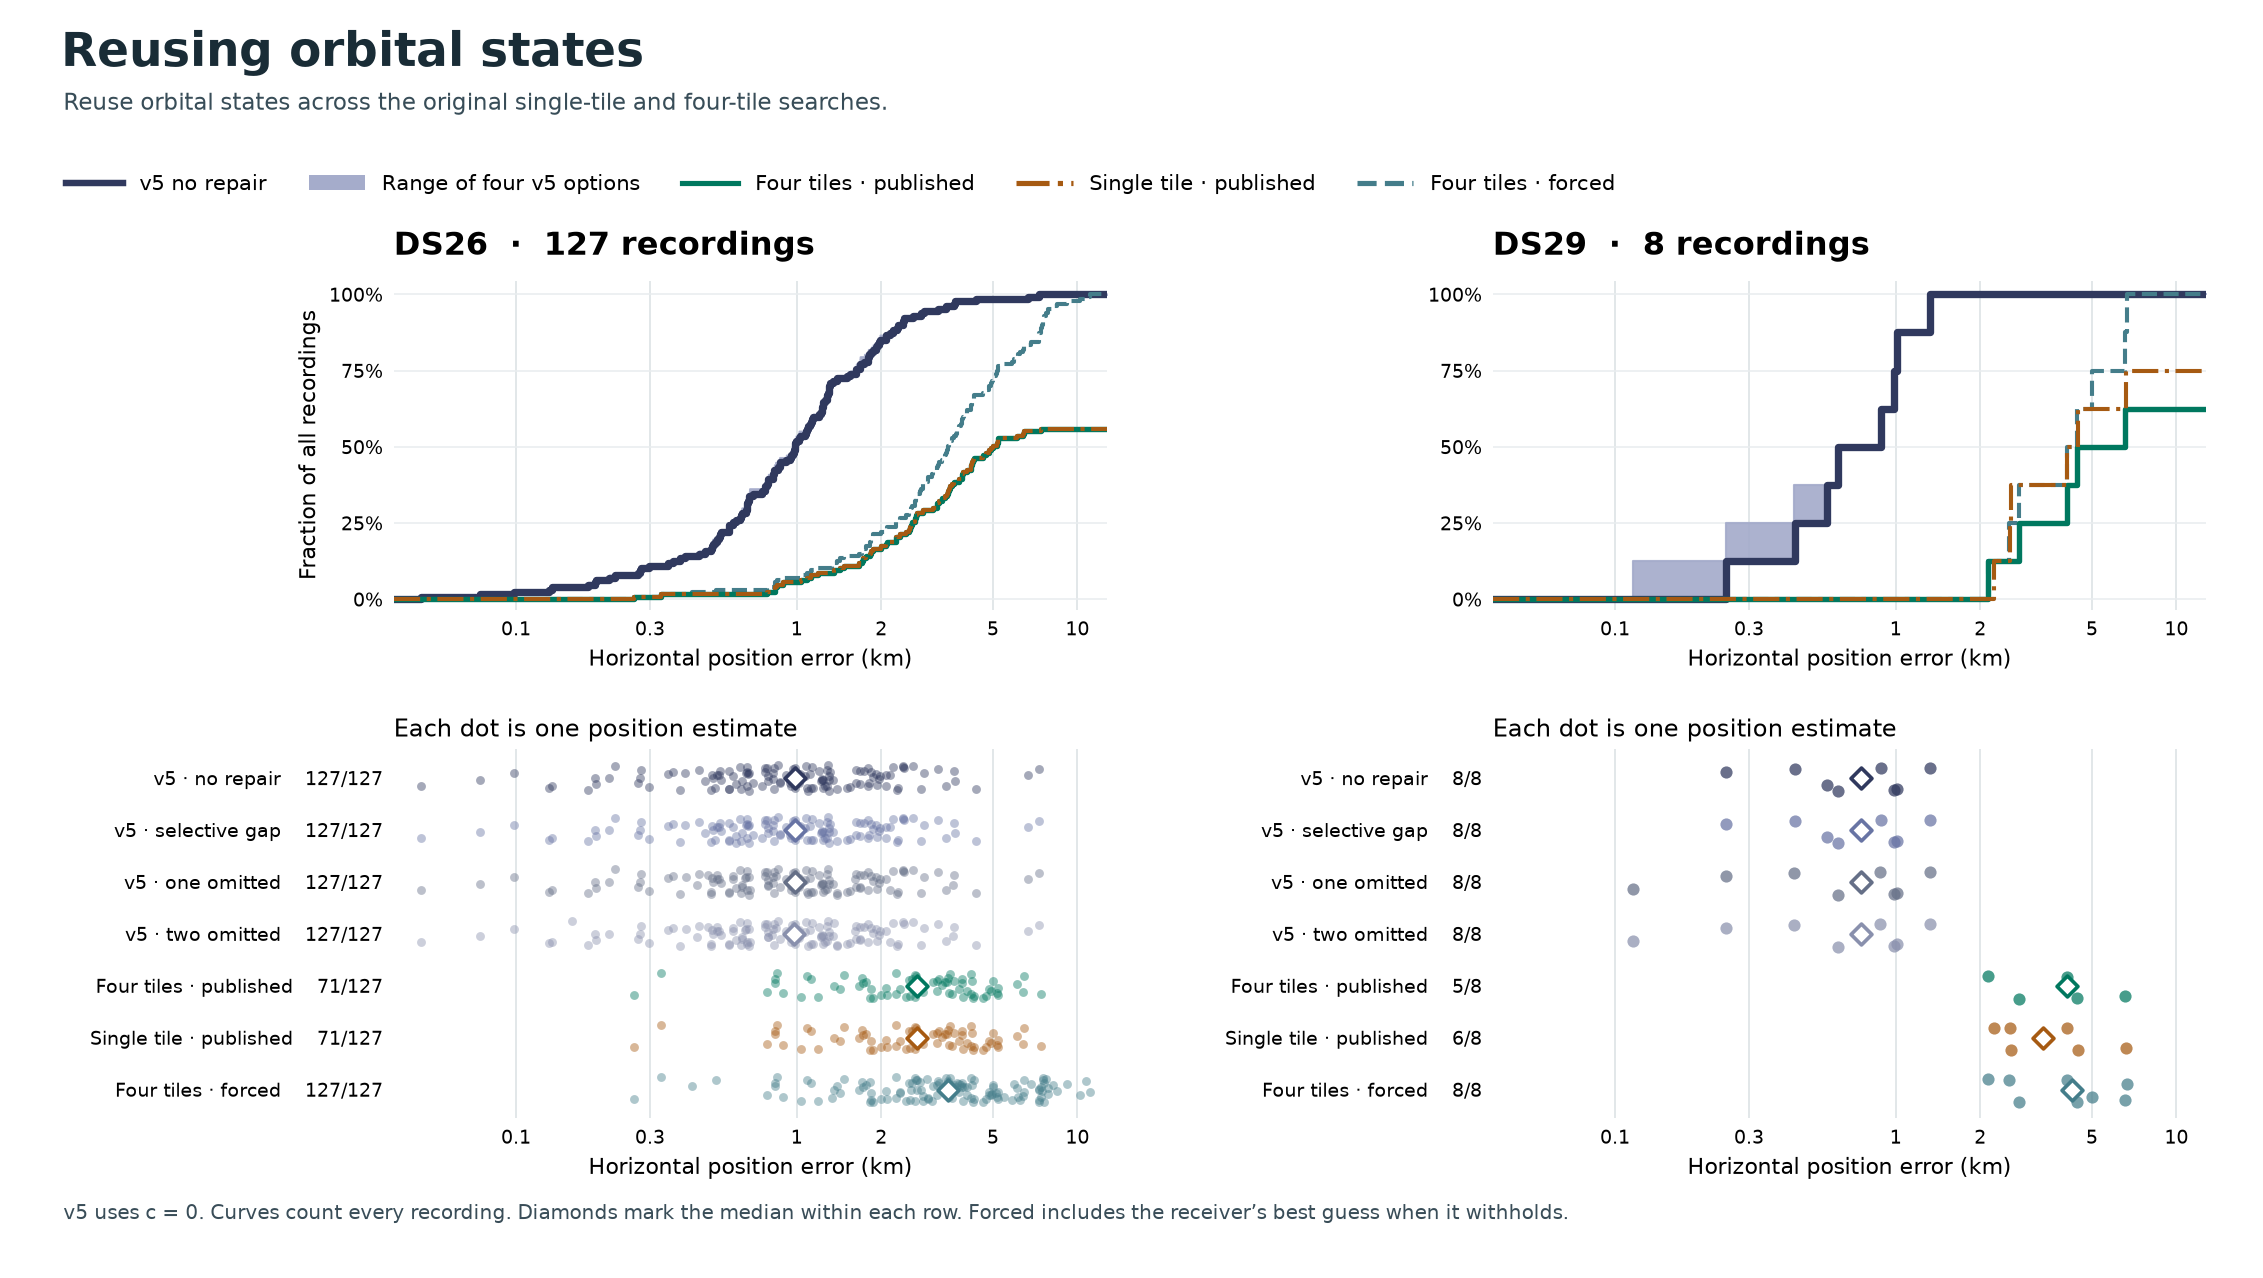 Reusing orbital states
Reuse orbital states across the original single-tile and four-tile searches.
v5 no repair
Range of four v5 options
Four tiles · published
Single tile · published
Four tiles · forced
DS26 · 127 recordings
Fraction of all recordings
100%
75%
50%
25%
0%
0.1 0.3 1 2 5 10
Horizontal position error (km)
DS29 · 8 recordings
100%
75%
50%
25%
0%
0.1 0.3 1 2 5 10
Horizontal position error (km)
Each dot is one position estimate
v5 · no repair 127/127
v5 · selective gap 127/127
v5 · one omitted 127/127
v5 · two omitted 127/127
Four tiles · published 71/127
Single tile · published 71/127
Four tiles · forced 127/127
0.1 0.3 1 2 5 10
Horizontal position error (km)
Each dot is one position estimate
v5 · no repair 8/8
v5 · selective gap 8/8
v5 · one omitted 8/8
v5 · two omitted 8/8
Four tiles · published 5/8
Single tile · published 6/8
Four tiles · forced 8/8
0.1 0.3 1 2 5 10
Horizontal position error (km)
v5 uses c = 0. Curves count every recording. Diamonds mark the median within each row. Forced includes the receiver’s best guess when it withholds.